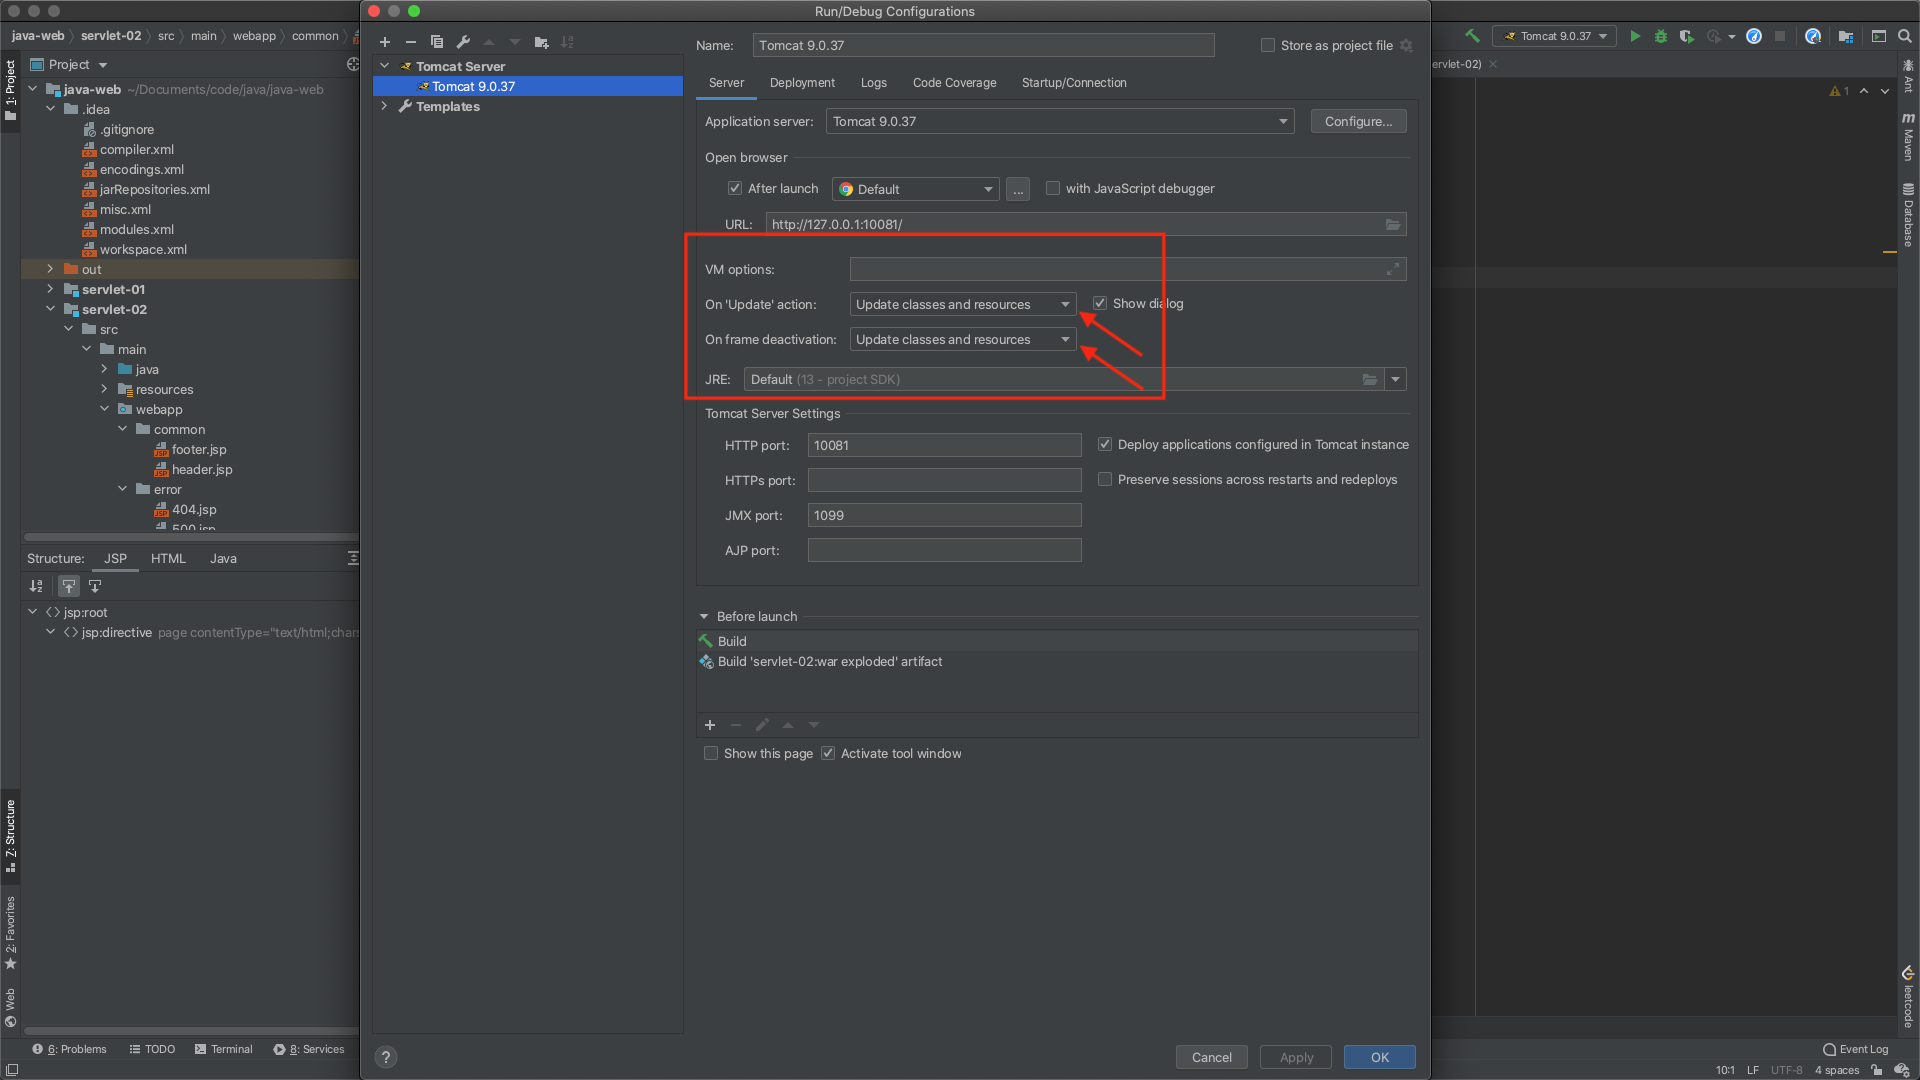 Run/Debug Configurations
java-web servlet-02 src main webapp common
Tomcat 9.0.37
1: Project
Project
java-web ~/Documents/code/java/java-web
.idea
.gitignore
compiler.xml
encodings.xml
jarRepositories.xml
misc.xml
modules.xml
workspace.xml
out
servlet-01
servlet-02
src
main
java
resources
webapp
common
footer.jsp
header.jsp
error
404.jsp
500.jsp
Structure: JSP HTML Java
jsp:root
jsp:directive page contentType="text/html;chars
Z: Structure
2: Favorites
Web
6: Problems TODO Terminal 8: Services
Tomcat Server
Tomcat 9.0.37
Templates
Name: Tomcat 9.0.37 Store as project file
Server Deployment Logs Code Coverage Startup/Connection
Application server: Tomcat 9.0.37 Configure...
Open browser
After launch Default ... with JavaScript debugger
URL: http://127.0.0.1:10081/
VM options:
On 'Update' action: Update classes and resources Show dialog
On frame deactivation: Update classes and resources
JRE: Default (13 - project SDK)
Tomcat Server Settings
HTTP port: 10081 Deploy applications configured in Tomcat instance
HTTPs port: Preserve sessions across restarts and redeploys
JMX port: 1099
AJP port:
Before launch
Build
Build 'servlet-02:war exploded' artifact
Show this page Activate tool window
? Cancel Apply OK
ervlet-02)
1
Ant
m Maven
Database
leetcode
Event Log
10:1 LF UTF-8 4 spaces